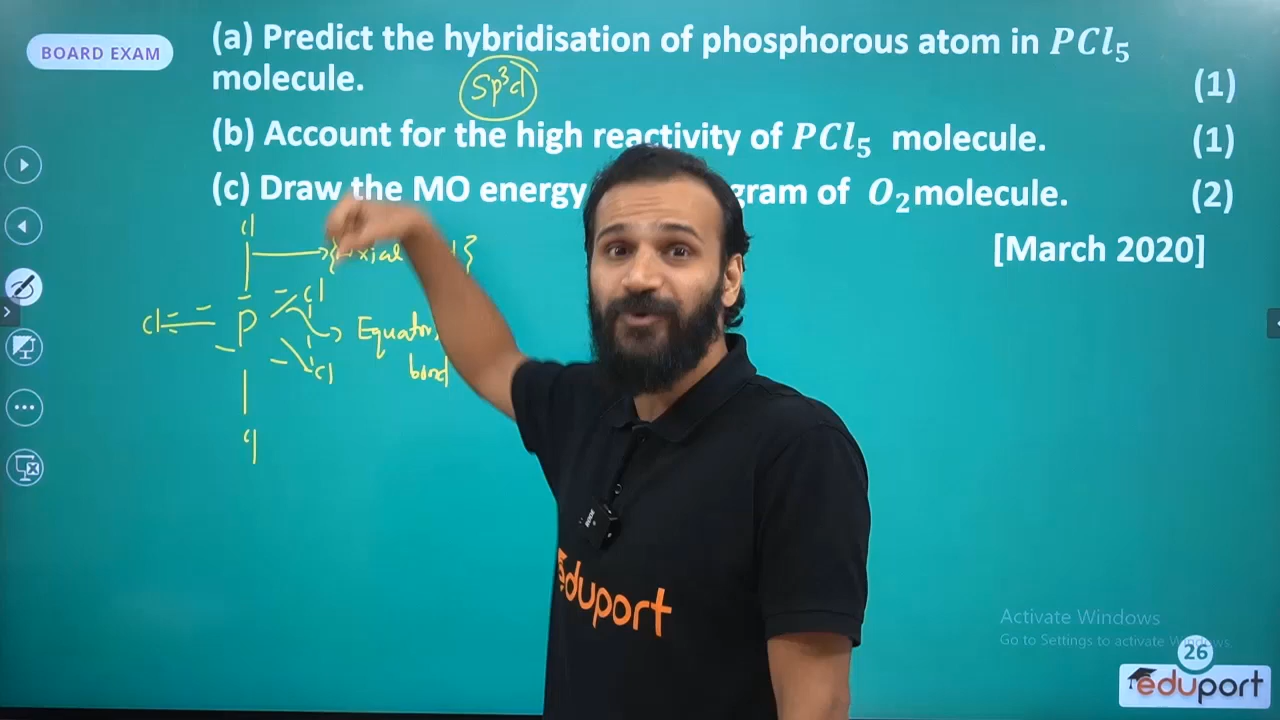 BOARD EXAM
(a) Predict the hybridisation of phosphorous atom in PCl₅
molecule. (1)
sp³d
(b) Account for the high reactivity of PCl₅ molecule. (1)
(c) Draw the MO energy gram of O₂ molecule. (2)
[March 2020]
Cl
Cl
Cl P
Equator
bond
Cl
Cl
eduport
Activate Windows
Go to Settings to activate Windows.
26
eduport